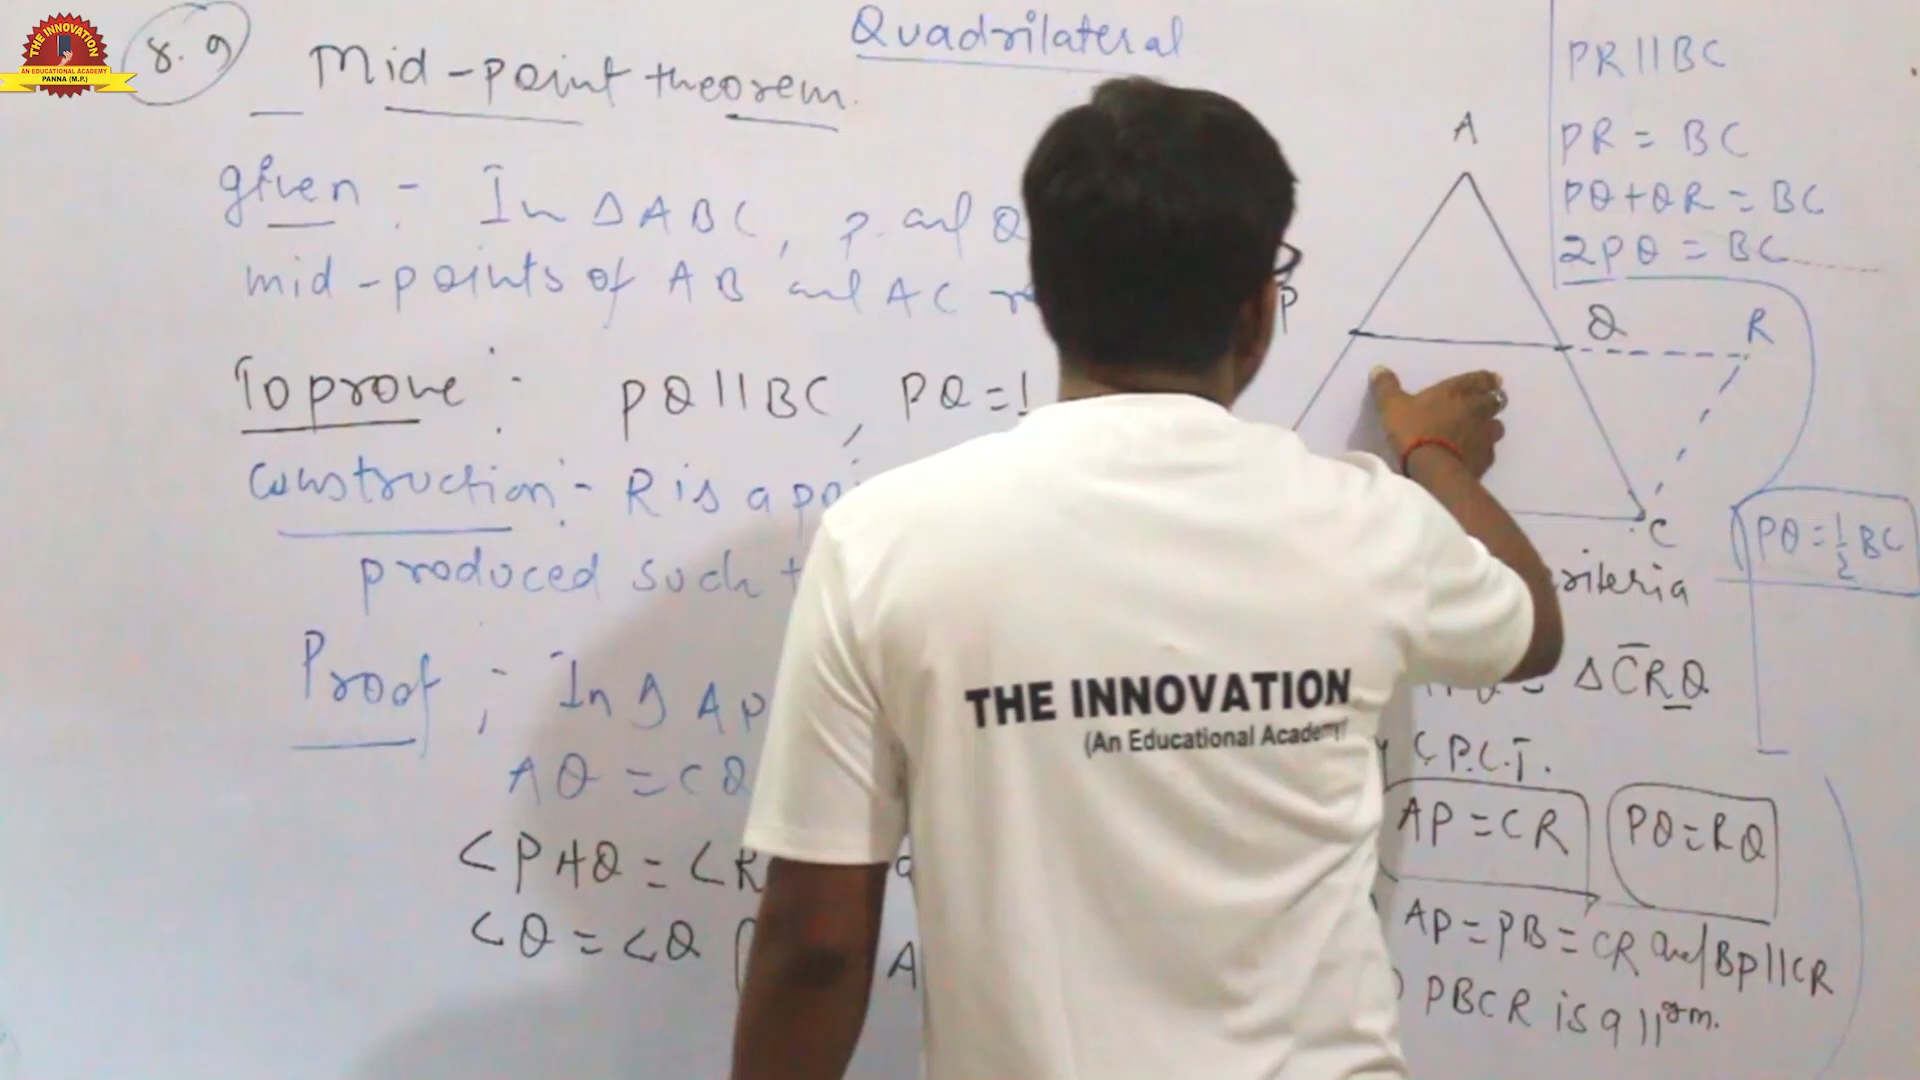 THE INNOVATION
AN EDUCATIONAL ACADEMY
PANNA (M.P.)
8.9
Quadrilateral
Mid-point theorem.
given :- In ΔABC, P and Q
mid-points of AB and AC
To prove : PQ || BC, PQ =
Construction :- R is a
produced such
Proof ; In Δ AP
AQ = CQ
<PAQ = <R
<Q = <Q
A
A
P
Q
R
C
PR || BC
PR = BC
PQ+QR = BC
2PQ = BC
PQ = 1/2 BC
ΔCRQ
C.P.C.T.
AP = CR
PQ = RQ
AP = PB = CR and BP || CR
PBCR is a ||gm.
THE INNOVATION
(An Educational Academy)